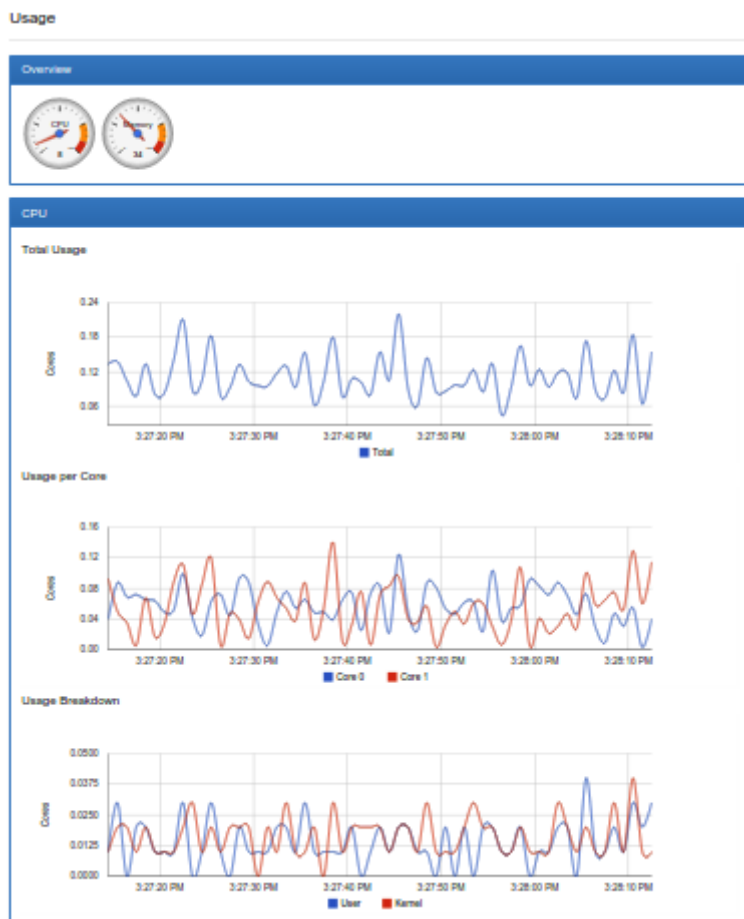 Usage
Overview
CPU
8
Memory
34
CPU
Total Usage
0.24
0.18
0.12
0.06
Cores
3:27:20 PM 3:27:30 PM 3:27:40 PM 3:27:50 PM 3:28:00 PM 3:28:10 PM
Total
Usage per Core
0.16
0.12
0.08
0.04
0.00
Cores
3:27:20 PM 3:27:30 PM 3:27:40 PM 3:27:50 PM 3:28:00 PM 3:28:10 PM
Core 0 Core 1
Usage Breakdown
0.0500
0.0375
0.0250
0.0125
0.0000
Cores
3:27:20 PM 3:27:30 PM 3:27:40 PM 3:27:50 PM 3:28:00 PM 3:28:10 PM
User Kernel